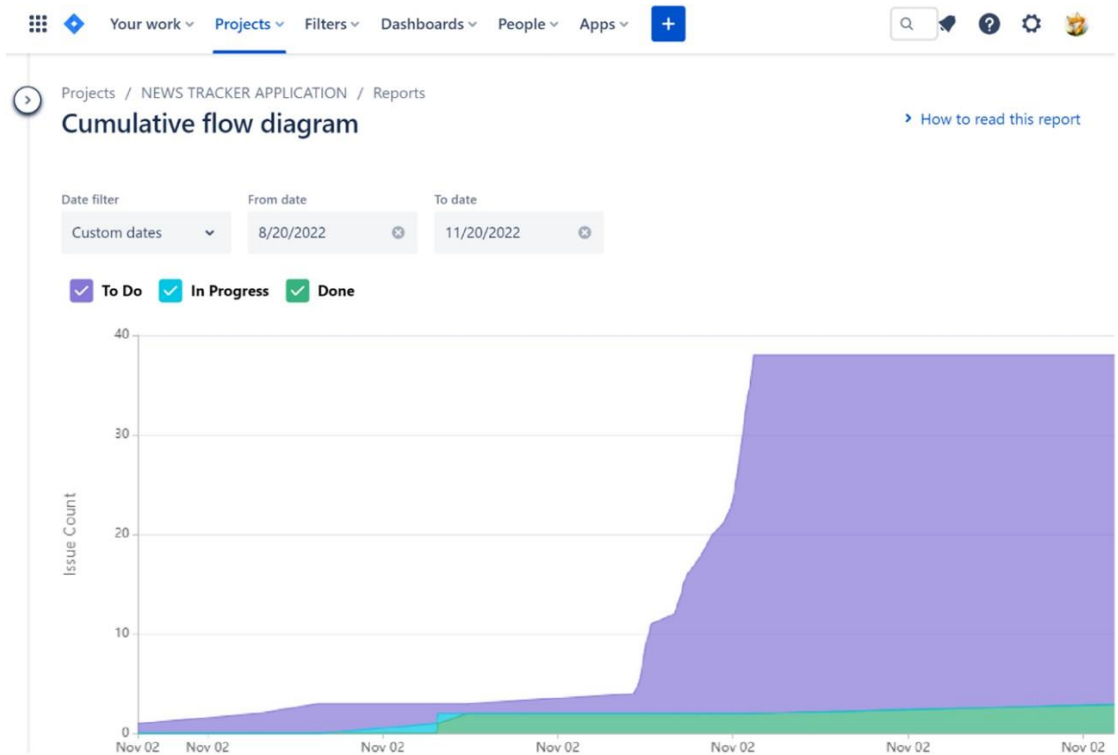 Your work Projects Filters Dashboards People Apps +
Projects / NEWS TRACKER APPLICATION / Reports
Cumulative flow diagram
How to read this report
Date filter From date To date
Custom dates 8/20/2022 11/20/2022
To Do In Progress Done
40
30
20
10
0
Issue Count
Nov 02 Nov 02 Nov 02 Nov 02 Nov 02 Nov 02 Nov 03